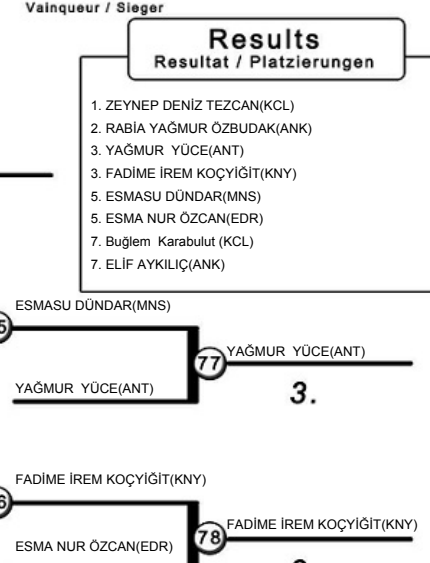 Vainqueur / Sieger
Results
Resultat / Platzierungen
1. ZEYNEP DENİZ TEZCAN(KCL)
2. RABİA YAĞMUR ÖZBUDAK(ANK)
3. YAĞMUR YÜCE(ANT)
3. FADİME İREM KOÇYİĞİT(KNY)
5. ESMASU DÜNDAR(MNS)
5. ESMA NUR ÖZCAN(EDR)
7. Buğlem Karabulut (KCL)
7. ELİF AYKILIÇ(ANK)
ESMASU DÜNDAR(MNS)
77 YAĞMUR YÜCE(ANT)
YAĞMUR YÜCE(ANT)
3.
FADİME İREM KOÇYİĞİT(KNY)
78 FADİME İREM KOÇYİĞİT(KNY)
ESMA NUR ÖZCAN(EDR)